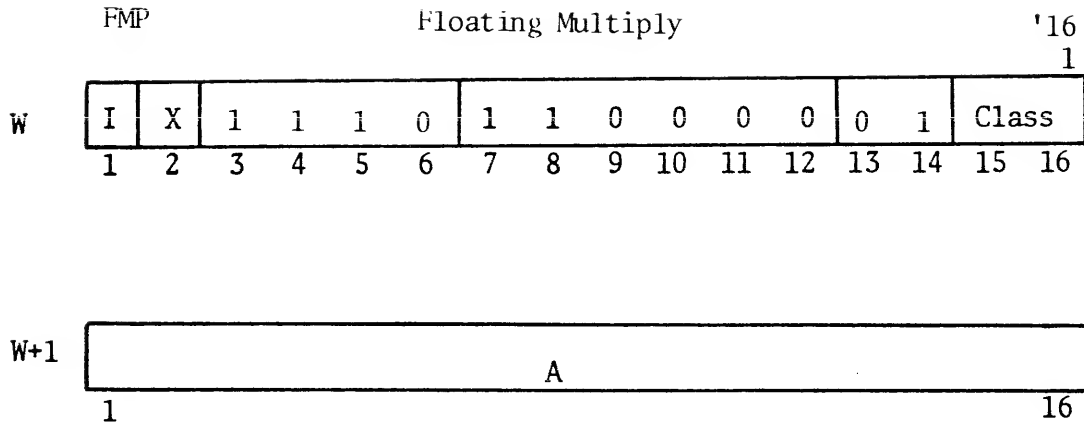 FMP Floating Multiply '16
1
W I X 1 1 1 0 1 1 0 0 0 0 0 1 Class
1 2 3 4 5 6 7 8 9 10 11 12 13 14 15 16
W+1 A
1 16